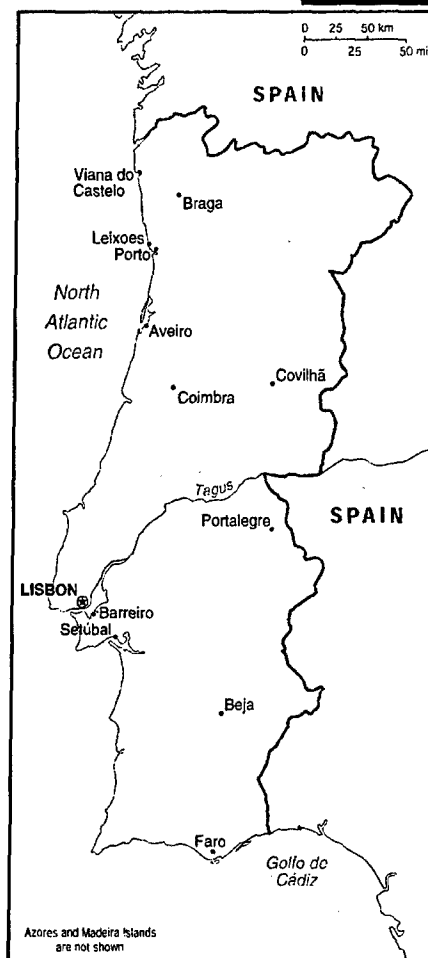 0 25 50 km
0 25 50 mi
SPAIN
Viana do
Castelo
Braga
Leixoes
Porto
North
Atlantic
Ocean
Aveiro
Covilhã
Coimbra
Tagus
Portalegre
SPAIN
LISBON
Barreiro
Setúbal
Beja
Faro
Golfo de
Cádiz
Azores and Madeira Islands
are not shown